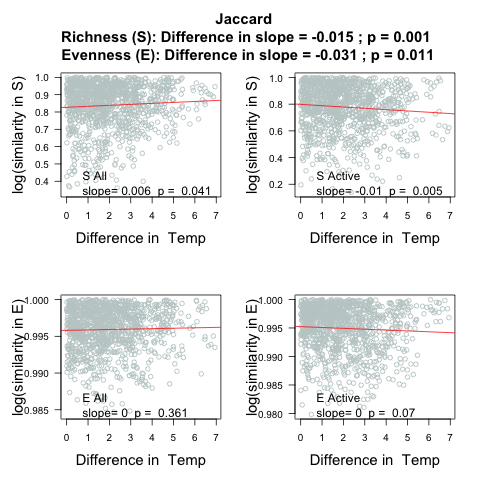 Jaccard
Richness (S): Difference in slope = -0.015 ; p = 0.001
Evenness (E): Difference in slope = -0.031 ; p = 0.011
log(similarity in S)
1.0
0.9
0.8
0.7
0.6
0.5
0.4
S All
slope= 0.006 p = 0.041
0 1 2 3 4 5 6 7
Difference in Temp
log(similarity in S)
1.0
0.8
0.6
0.4
0.2
S Active
slope= -0.01 p = 0.005
0 1 2 3 4 5 6 7
Difference in Temp
log(similarity in E)
1.000
0.995
0.990
0.985
E All
slope= 0 p = 0.361
0 1 2 3 4 5 6 7
Difference in Temp
log(similarity in E)
1.000
0.995
0.990
0.985
0.980
E Active
slope= 0 p = 0.07
0 1 2 3 4 5 6 7
Difference in Temp